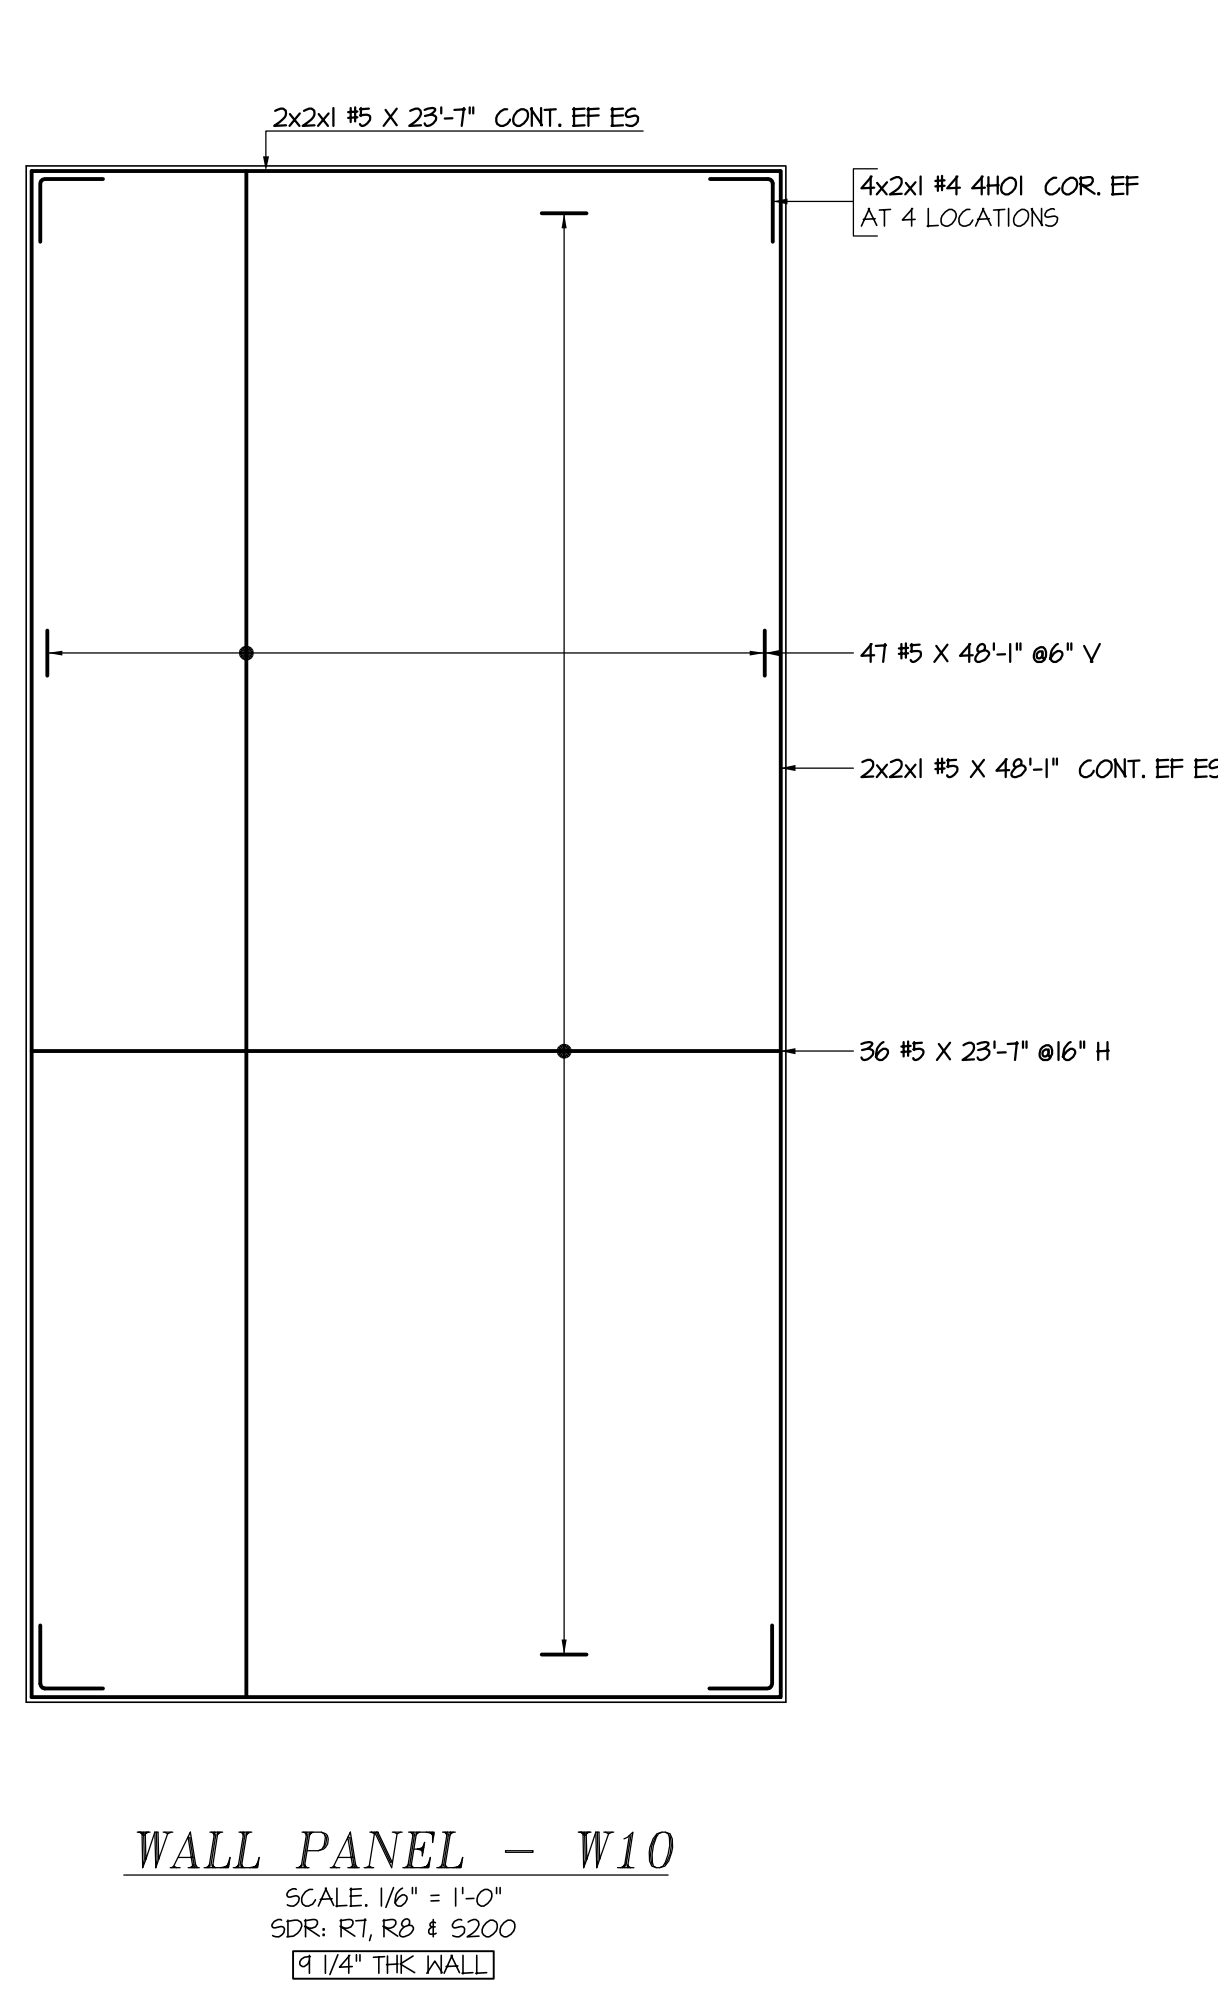 2x2x1 #5 X 23'-7" CONT. EF ES
4x2x1 #4 4H01 COR. EF
AT 4 LOCATIONS
47 #5 X 48'-1" @6" V
2x2x1 #5 X 48'-1" CONT. EF ES
36 #5 X 23'-7" @16" H
WALL PANEL - W10
SCALE. 1/6" = 1'-0"
SDR: R7, R8 & S200
9 1/4" THK WALL